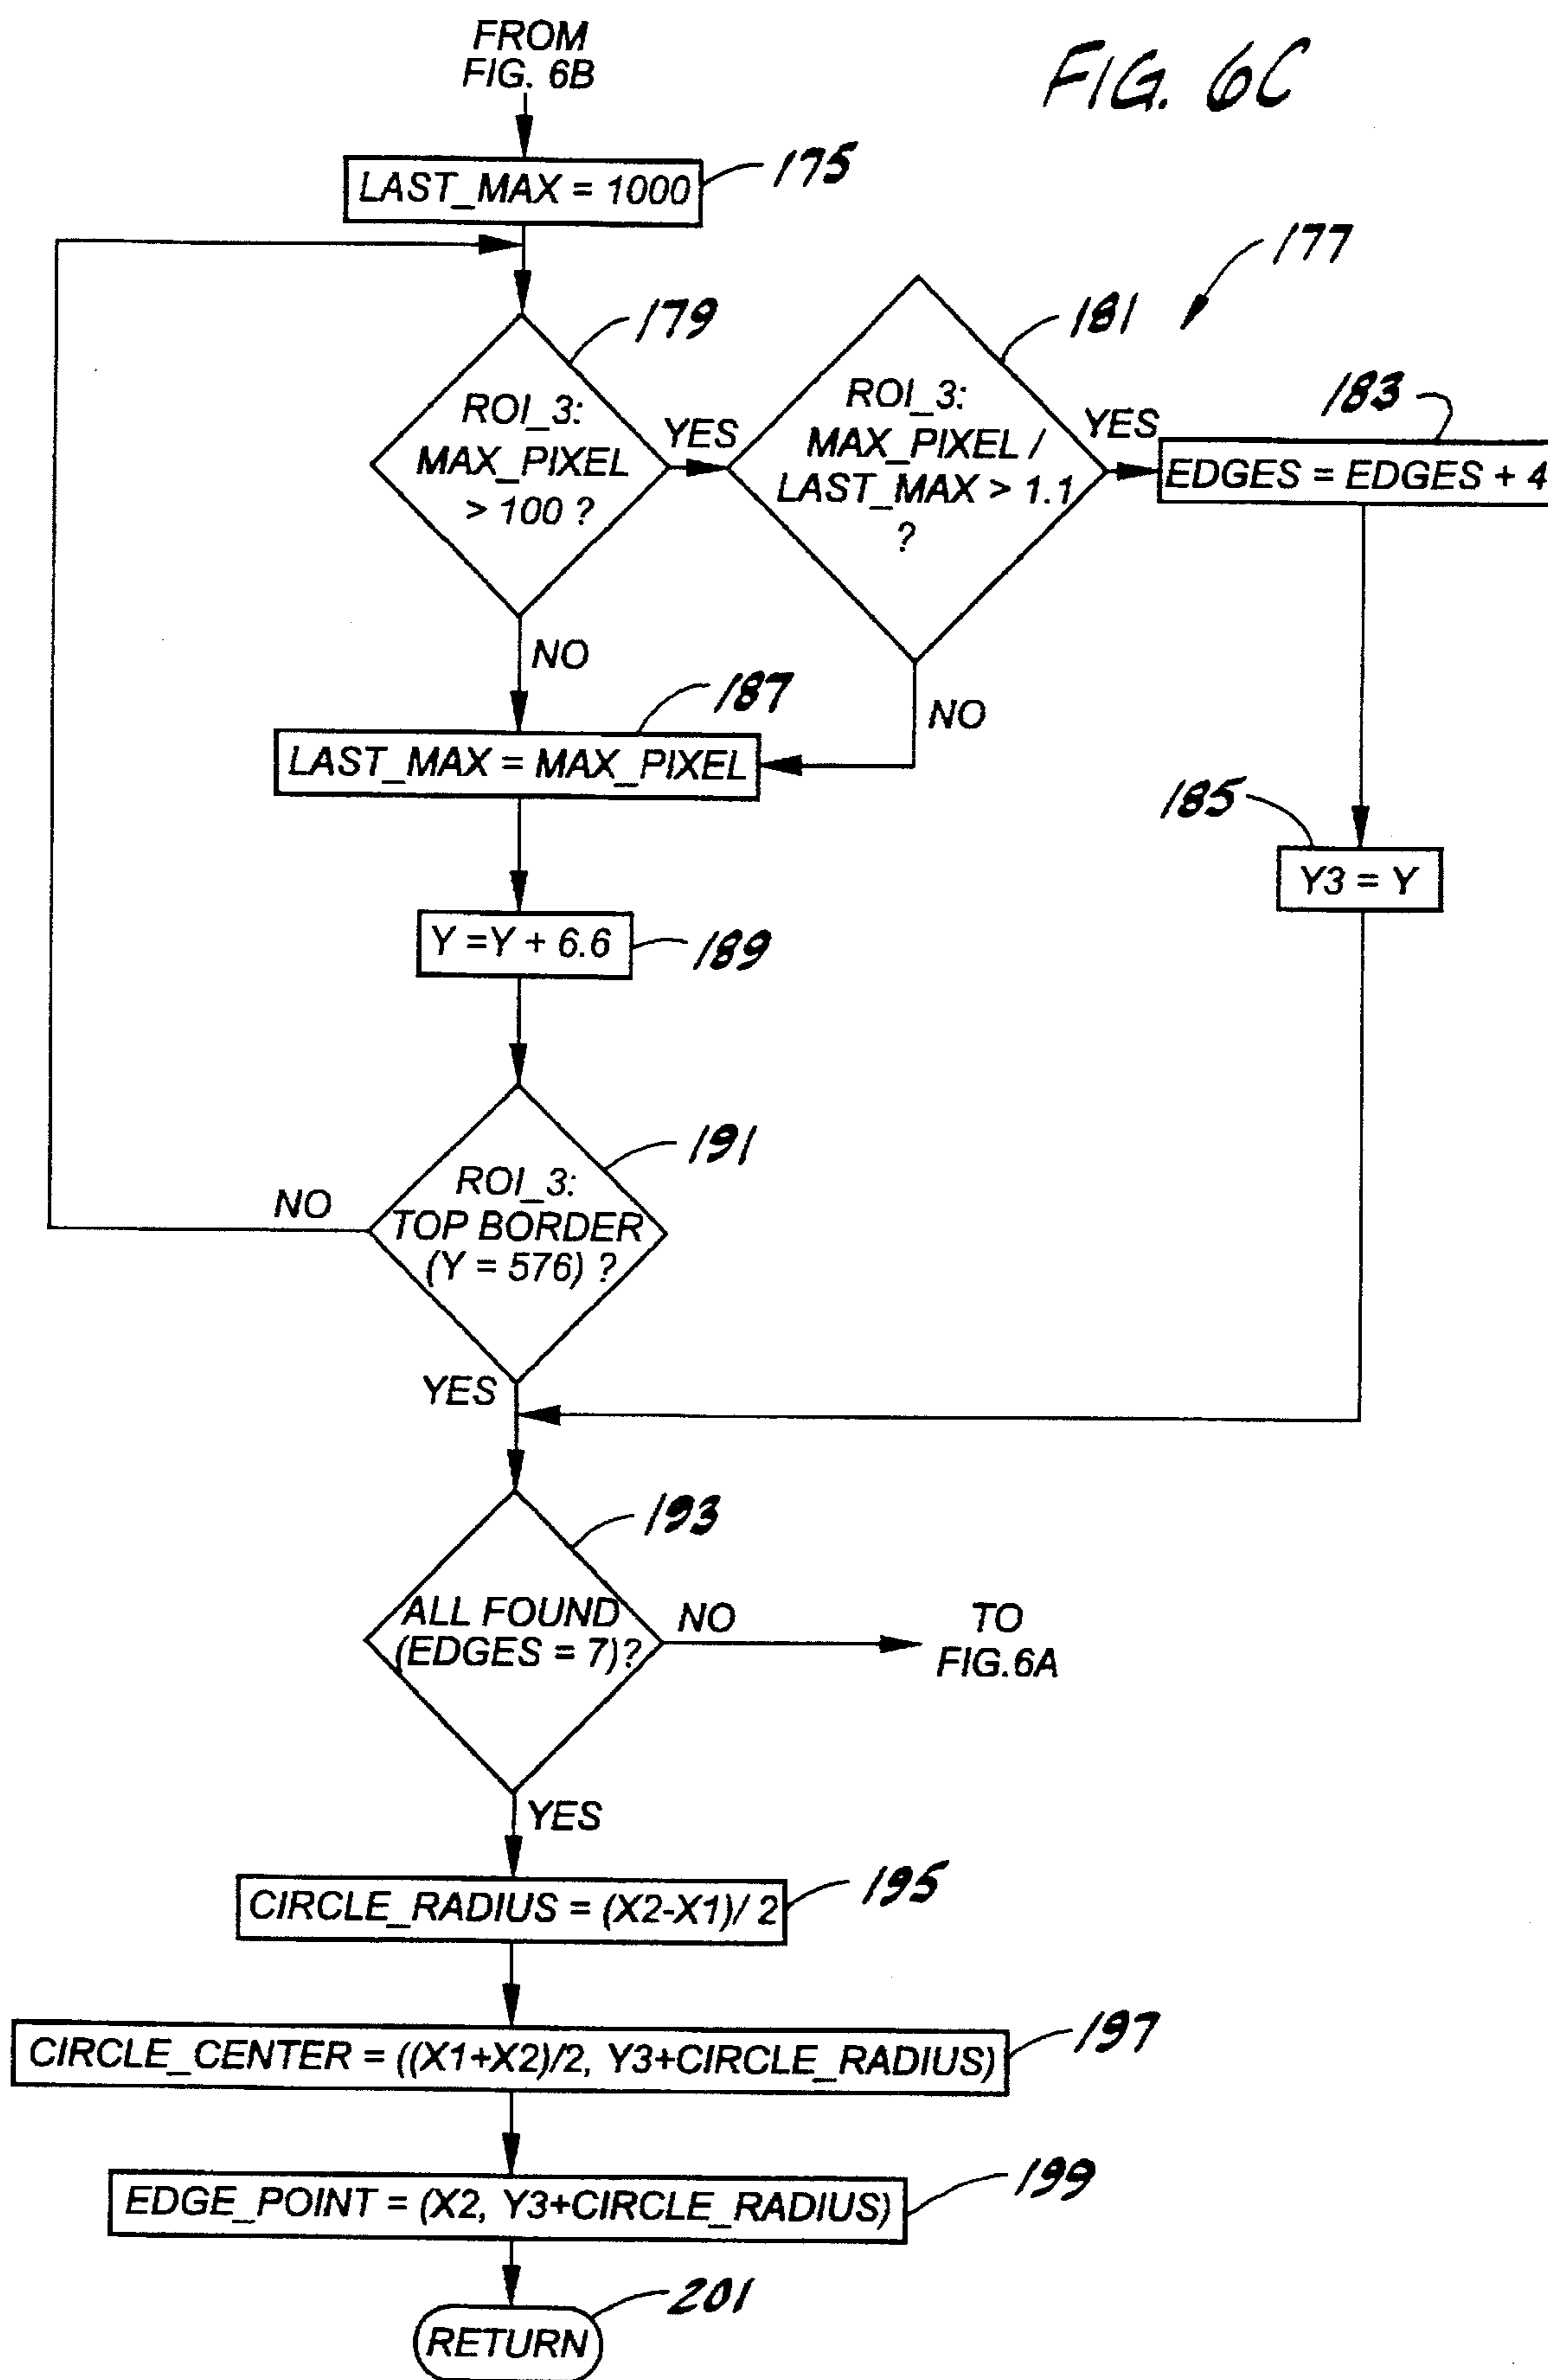 FROM
FIG. 6B
FIG. 6C
LAST_MAX = 1000
175
177
179
181
ROI_3:
MAX_PIXEL
> 100 ?
YES
ROI_3:
MAX_PIXEL /
LAST_MAX > 1.1
?
YES
183
EDGES = EDGES + 4
NO
NO
187
LAST_MAX = MAX_PIXEL
185
Y3 = Y
Y =Y + 6.6
189
191
ROI_3:
TOP BORDER
(Y = 576) ?
NO
YES
193
ALL FOUND
(EDGES = 7)?
NO
TO
FIG.6A
YES
CIRCLE_RADIUS = (X2-X1)/ 2
195
CIRCLE_CENTER = ((X1+X2)/2, Y3+CIRCLE_RADIUS)
197
EDGE_POINT = (X2, Y3+CIRCLE_RADIUS)
199
201
RETURN